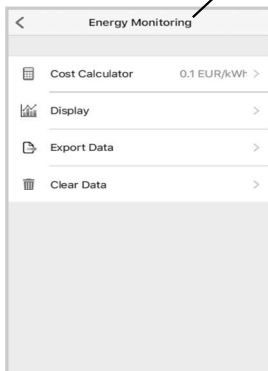 Energy Monitoring
Cost Calculator 0.1 EUR/kWh
Display
Export Data
Clear Data